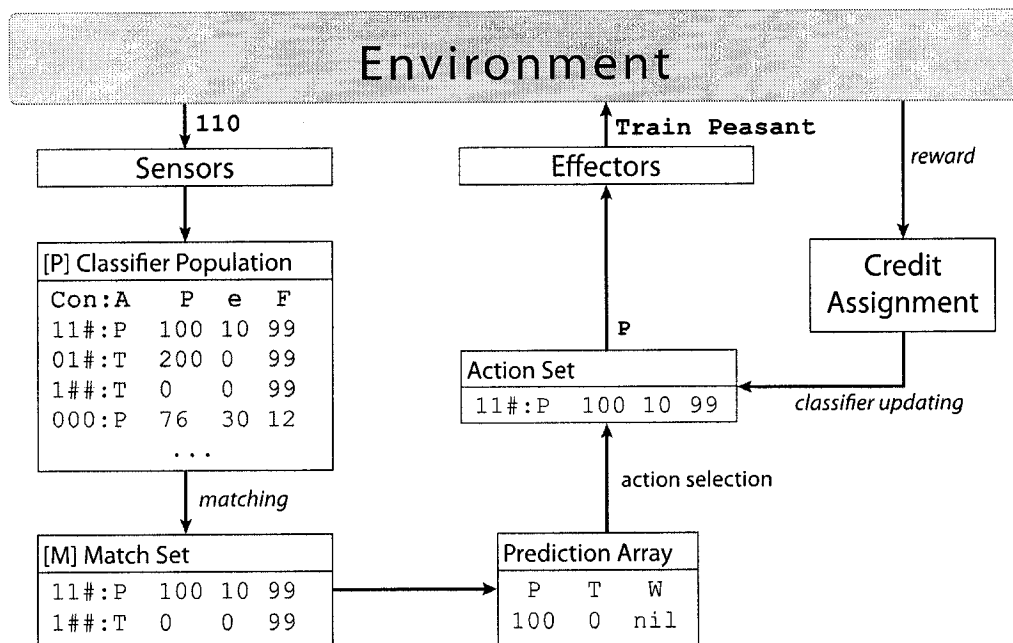 Environment
110
Train Peasant
reward
Sensors
Effectors
[P] Classifier Population
Con:A P e F
11#:P 100 10 99
01#:T 200 0 99
1##:T 0 0 99
000:P 76 30 12
...
Credit
Assignment
P
Action Set
11#:P 100 10 99
classifier updating
matching
action selection
[M] Match Set
11#:P 100 10 99
1##:T 0 0 99
Prediction Array
P T W
100 0 nil